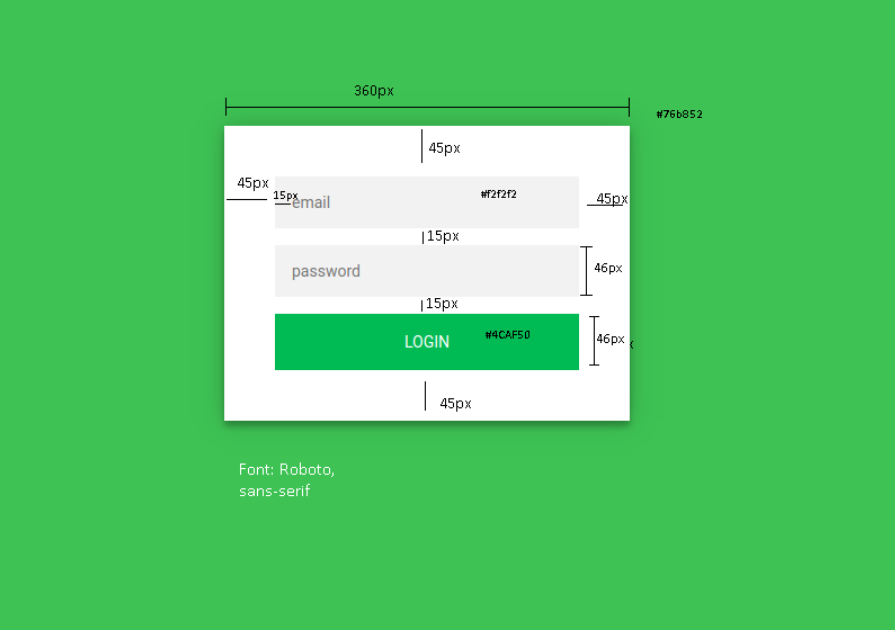 360px
#76b852
45px
45px
15px
email
#f2f2f2
45px
15px
password
46px
15px
LOGIN
#4CAF50
46px
x
45px
Font: Roboto,
sans-serif